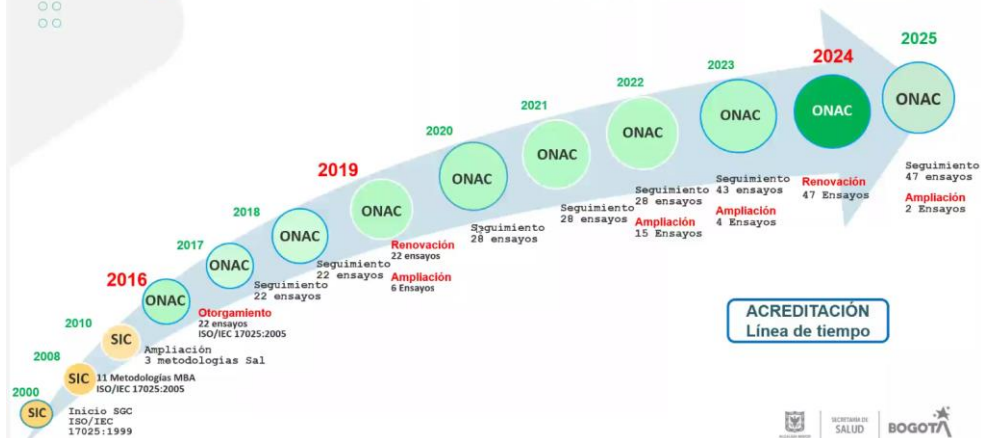 2000
SIC
Inicio SGC
ISO/IEC
17025:1999
2008
SIC
11 Metodologías MBA
ISO/IEC 17025:2005
2010
SIC
Ampliación
3 metodologías Sal
2016
ONAC
Otorgamiento
22 ensayos
ISO/IEC 17025:2005
2017
ONAC
Seguimiento
22 ensayos
2018
ONAC
Seguimiento
22 ensayos
2019
ONAC
Renovación
22 ensayos
Ampliación
6 Ensayos
2020
ONAC
Seguimiento
28 ensayos
2021
ONAC
Seguimiento
28 ensayos
2022
ONAC
Seguimiento
28 ensayos
Ampliación
15 Ensayos
2023
ONAC
Seguimiento
43 ensayos
Ampliación
4 Ensayos
2024
ONAC
Renovación
47 Ensayos
2025
ONAC
Seguimiento
47 ensayos
Ampliación
2 Ensayos
ACREDITACIÓN
Línea de tiempo
SECRETARÍA DE
SALUD
BOGOTÁ